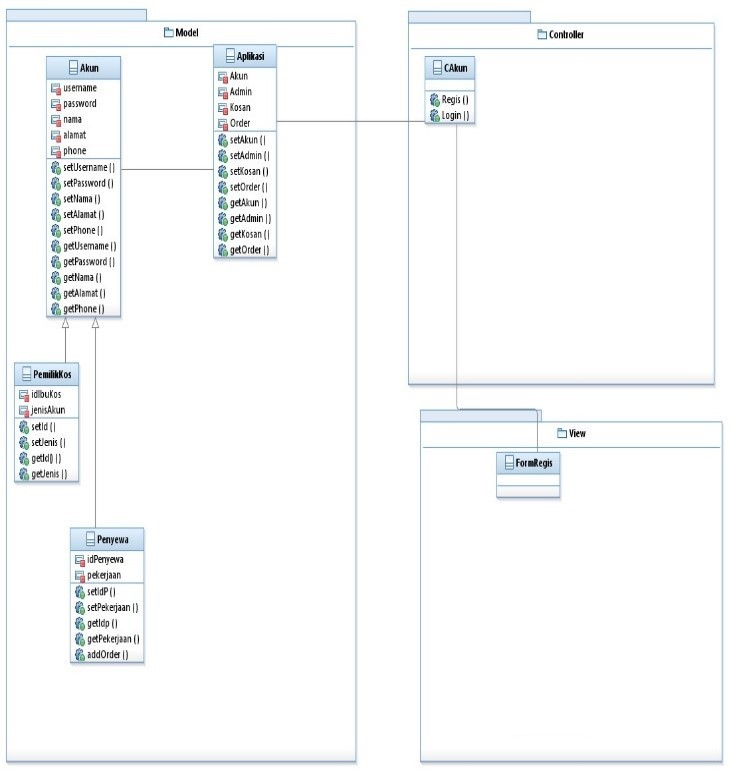 Model
Akun
username
password
nama
alamat
phone
setUsername ()
setPassword ()
setNama ()
setAlamat ()
setPhone ()
getUsername ()
getPassword ()
getNama ()
getAlamat ()
getPhone ()
Aplikasi
Akun
Admin
Kosan
Order
setAkun ()
setAdmin ()
setKosan ()
setOrder ()
getAkun ()
getAdmin ()
getKosan ()
getOrder ()
PemilikKos
idIbuKos
jenisAkun
setId ()
setJenis ()
getId() ()
getJenis ()
Penyewa
idPenyewa
pekerjaan
setIdP ()
setPekerjaan ()
getIdp ()
getPekerjaan ()
addOrder ()
Controller
CAkun
Regis ()
Login ()
View
FormRegis